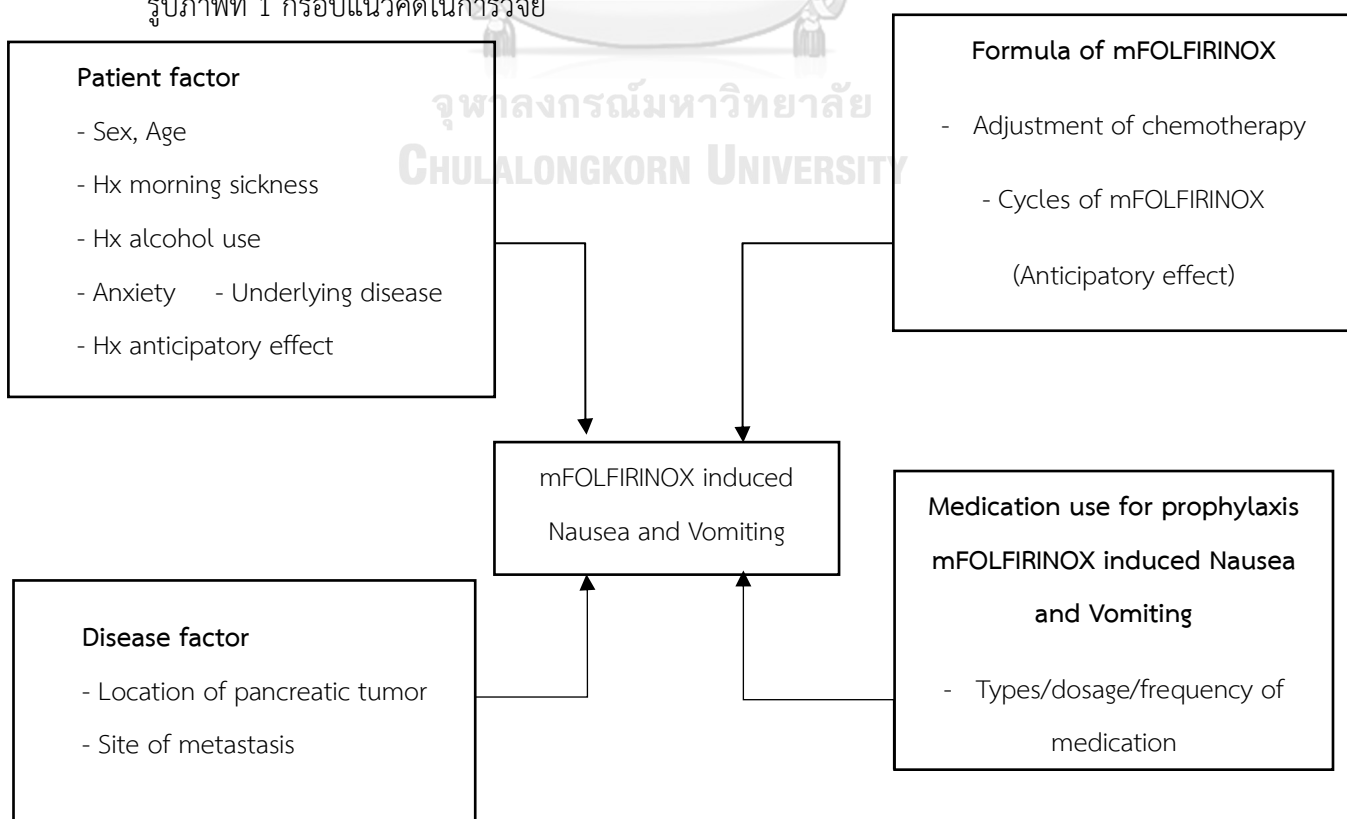 รูปภาพที่ 1 กรอบแนวคิดในการวิจัย
Patient factor
- Sex, Age
- Hx morning sickness
- Hx alcohol use
- Anxiety - Underlying disease
- Hx anticipatory effect
จุฬาลงกรณ์มหาวิทยาลัย
CHULALONGKORN UNIVERSITY
Formula of mFOLFIRINOX
- Adjustment of chemotherapy
- Cycles of mFOLFIRINOX
(Anticipatory effect)
mFOLFIRINOX induced
Nausea and Vomiting
Disease factor
- Location of pancreatic tumor
- Site of metastasis
Medication use for prophylaxis
mFOLFIRINOX induced Nausea
and Vomiting
- Types/dosage/frequency of
medication